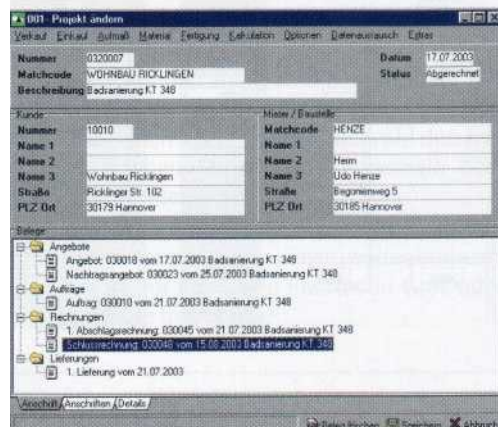 001- Projekt ändern
Verkauf Einkauf Aufmaß Material Fertigung Kalkulation Optionen Datenaustausch Extras
Nummer 0320007 Datum 17.07.2003
Matchcode WOHNBAU RICKLINGEN Status Abgerechnet
Beschreibung Badsanierung KT 348
Kunde Mieter / Baustelle
Nummer 10010 Matchcode HENZE
Name 1 Name 1
Name 2 Name 2 Herrn
Name 3 Wohnbau Ricklingen Name 3 Udo Henze
Straße Ricklinger Str. 102 Straße Begonienweg 5
PLZ Ort 30179 Hannover PLZ Ort 30185 Hannover
Belege
Angebote
Angebot: 030018 vom 17.07.2003 Badsanierung KT 348
Nachtragsangebot: 030023 vom 25.07.2003 Badsanierung KT 348
Aufträge
Auftrag: 030010 vom 21.07.2003 Badsanierung KT 348
Rechnungen
1. Abschlagsrechnung: 030045 vom 21.07.2003 Badsanierung KT 348
Schlussrechnung: 030048 vom 15.08.2003 Badsanierung KT 348
Lieferungen
1. Lieferung vom 21.07.2003
Anschrift Anschriften Details
Beleg löschen Speichern Abbruch